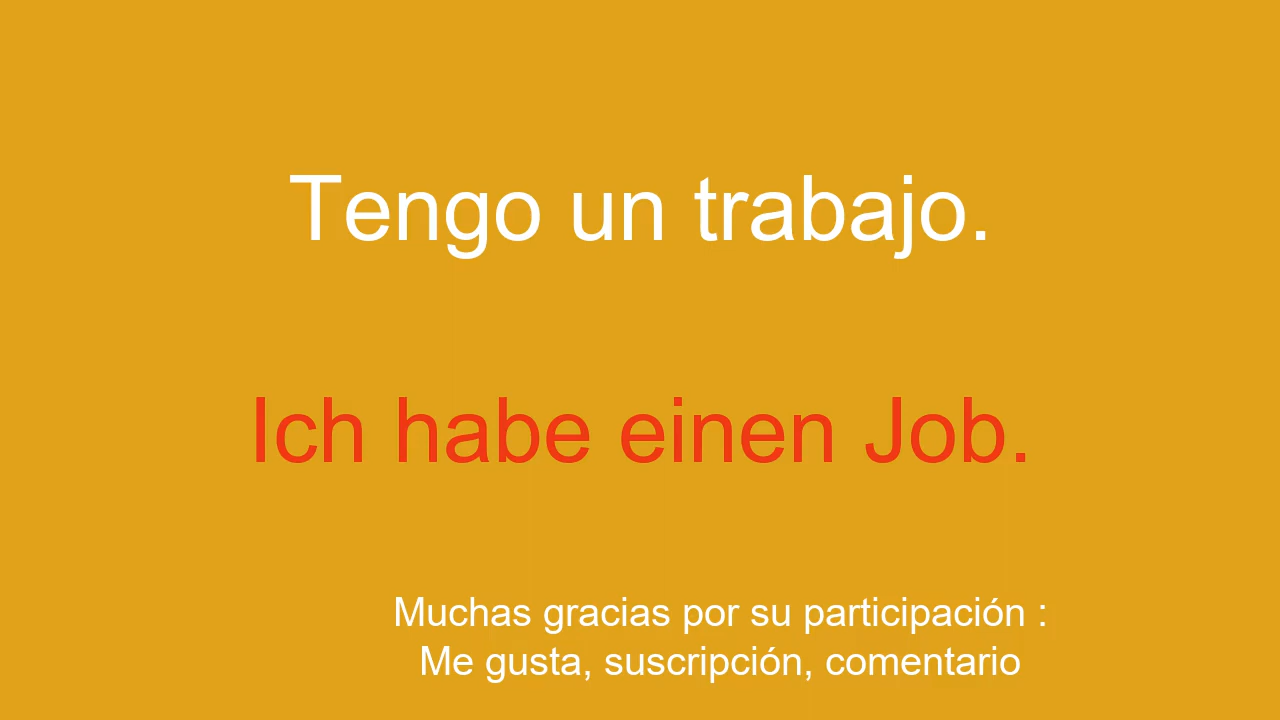 Tengo un trabajo.
Ich habe einen Job.
Muchas gracias por su participación :
Me gusta, suscripción, comentario